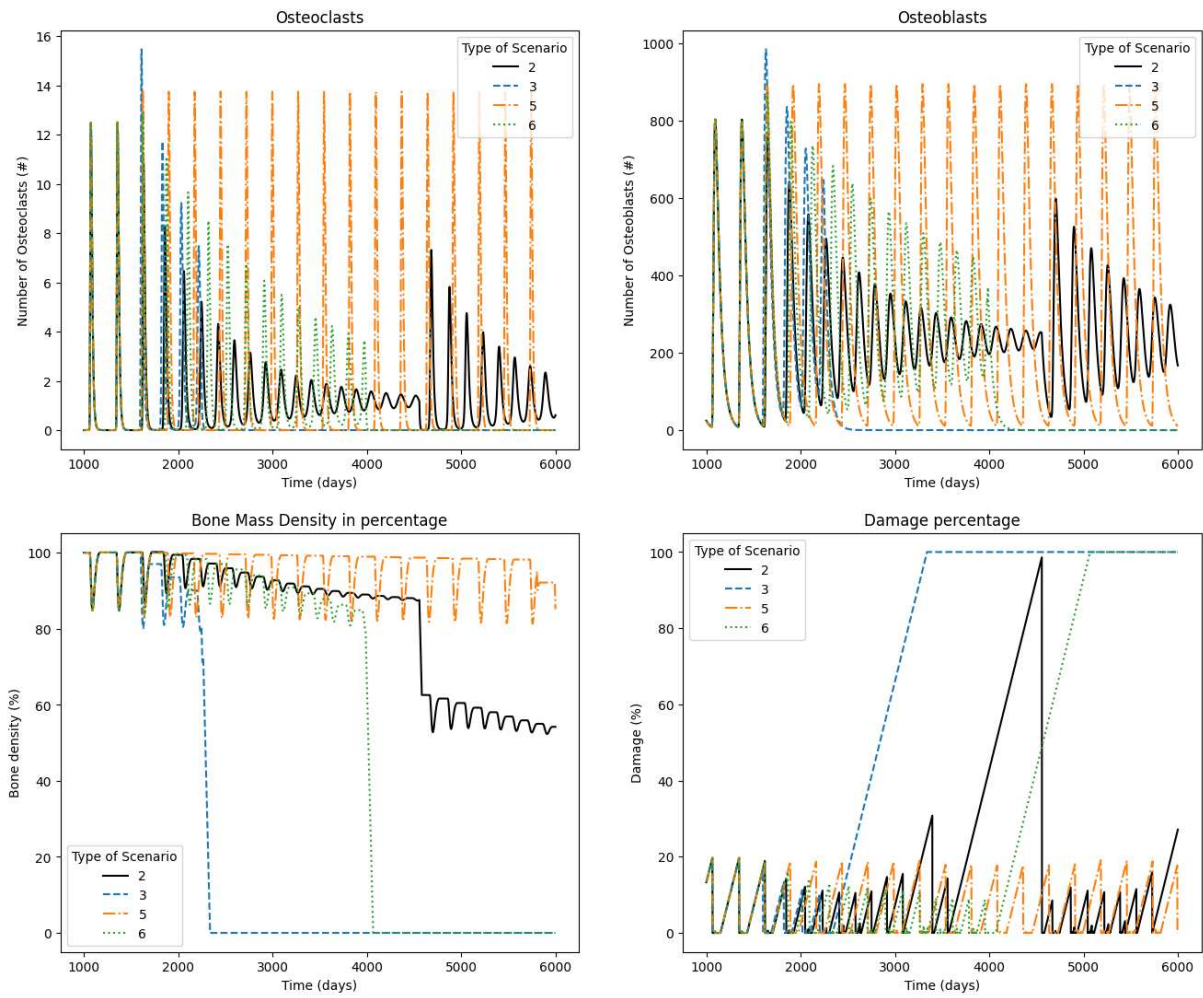 Osteoclasts
Number of Osteoclasts (#)
16
14
12
10
8
6
4
2
0
1000 2000 3000 4000 5000 6000
Time (days)
Type of Scenario
2
3
5
6
Osteoblasts
Number of Osteoblasts (#)
1000
800
600
400
200
0
1000 2000 3000 4000 5000 6000
Time (days)
Type of Scenario
2
3
5
6
Bone Mass Density in percentage
Bone density (%)
100
80
60
40
20
0
1000 2000 3000 4000 5000 6000
Time (days)
Type of Scenario
2
3
5
6
Damage percentage
Damage (%)
100
80
60
40
20
0
1000 2000 3000 4000 5000 6000
Time (days)
Type of Scenario
2
3
5
6